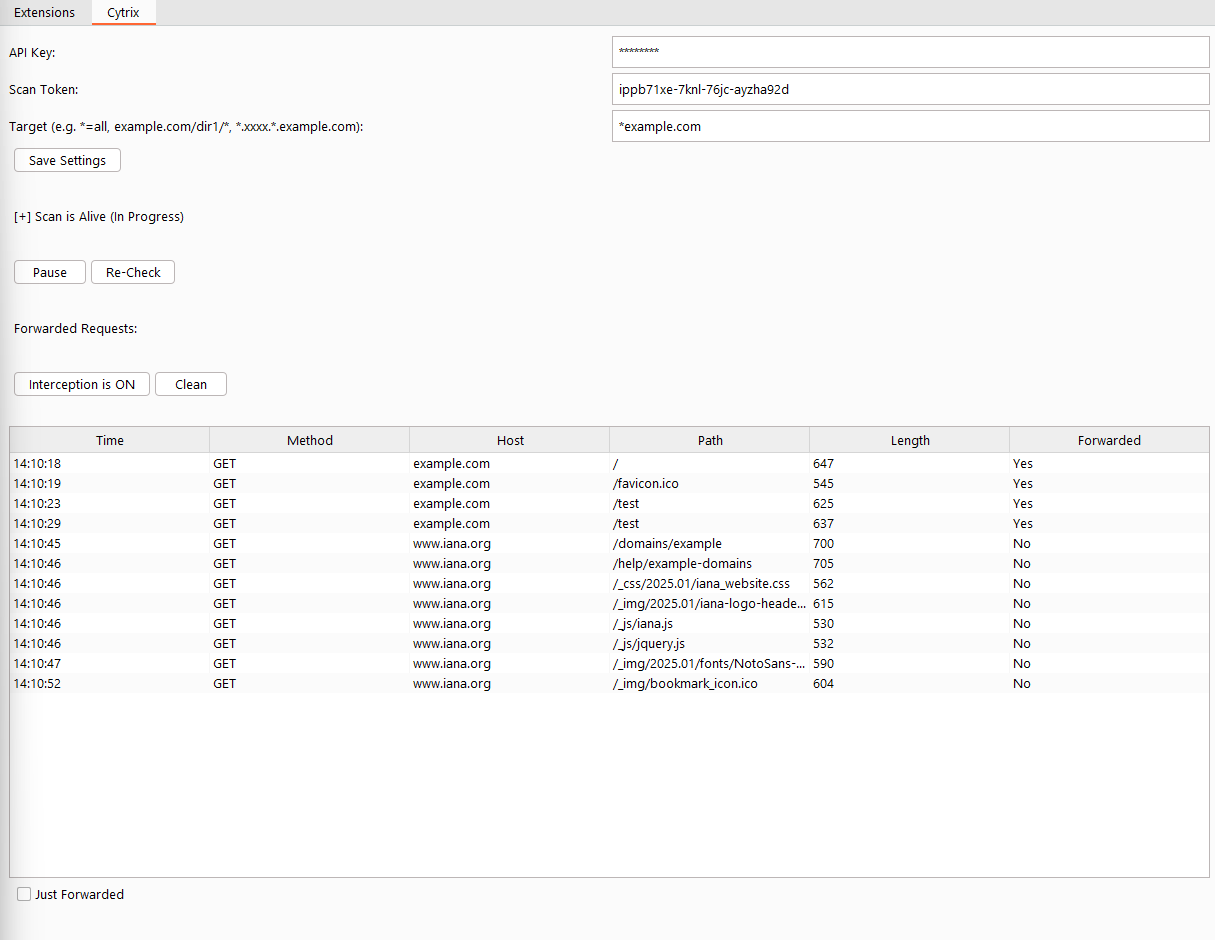 Extensions Cytrix
API Key: ********
Scan Token: ippb71xe-7knl-76jc-ayzha92d
Target (e.g. *=all, example.com/dir1/*, *.xxxx.*.example.com): *example.com
Save Settings
[+] Scan is Alive (In Progress)
Pause Re-Check
Forwarded Requests:
Interception is ON Clean
Time Method Host Path Length Forwarded
14:10:18 GET example.com / 647 Yes
14:10:19 GET example.com /favicon.ico 545 Yes
14:10:23 GET example.com /test 625 Yes
14:10:29 GET example.com /test 637 Yes
14:10:45 GET www.iana.org /domains/example 700 No
14:10:46 GET www.iana.org /help/example-domains 705 No
14:10:46 GET www.iana.org /_css/2025.01/iana_website.css 562 No
14:10:46 GET www.iana.org /_img/2025.01/iana-logo-heade... 615 No
14:10:46 GET www.iana.org /_js/iana.js 530 No
14:10:46 GET www.iana.org /_js/jquery.js 532 No
14:10:47 GET www.iana.org /_img/2025.01/fonts/NotoSans-... 590 No
14:10:52 GET www.iana.org /_img/bookmark_icon.ico 604 No
Just Forwarded